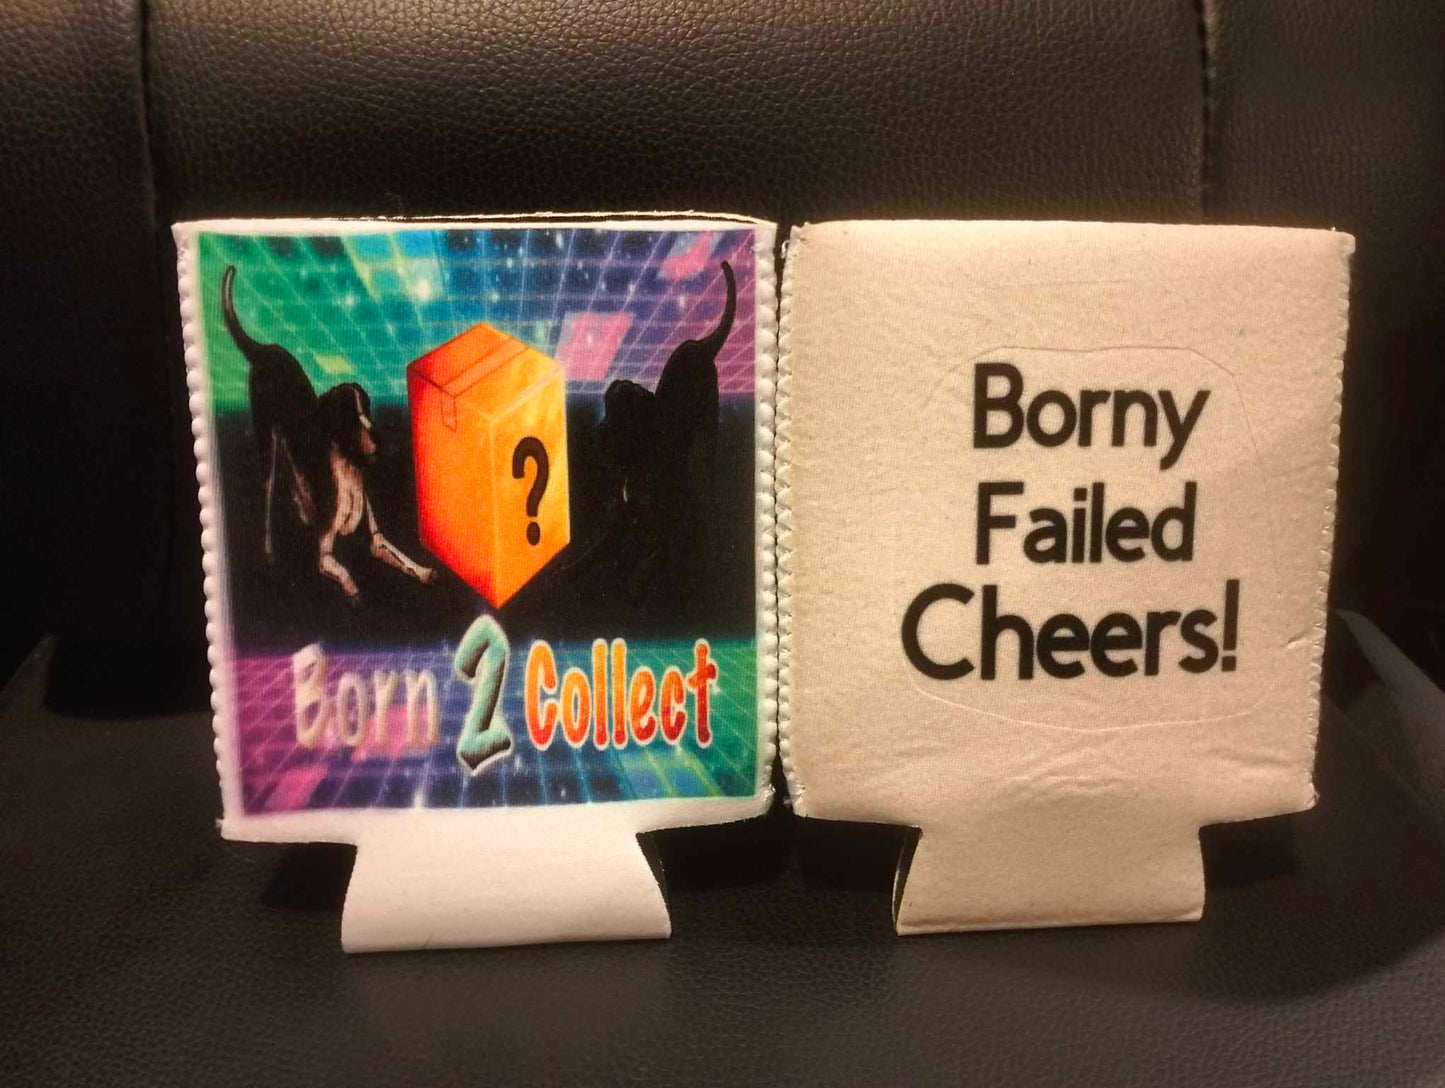 ?
Born 2 Collect
Borny
Failed
Cheers!